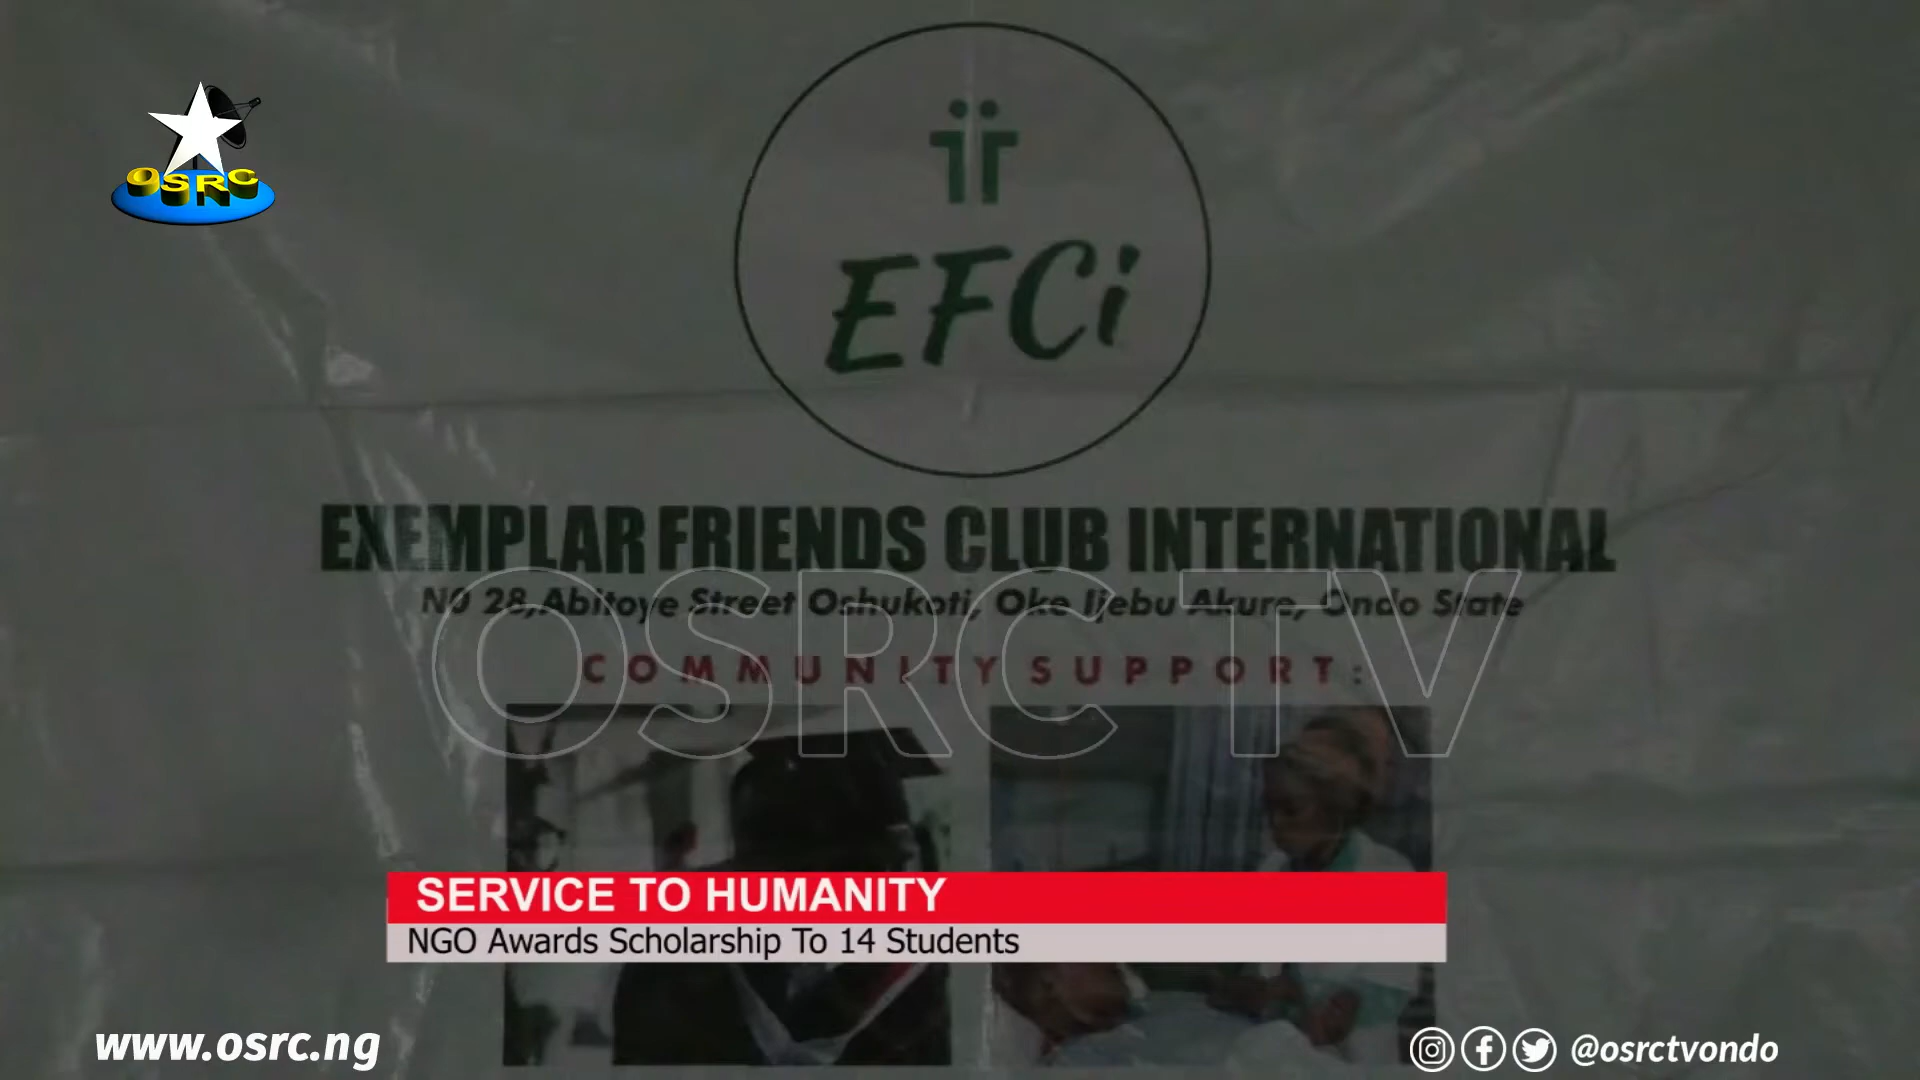 OSRC
EFCi
EXEMPLAR FRIENDS CLUB INTERNATIONAL
NO 28, Abitoye Street Oshukoti, Oke Ijebu Akure, Ondo State
COMMUNITY SUPPORT:
OSRC TV
SERVICE TO HUMANITY
NGO Awards Scholarship To 14 Students
www.osrc.ng
@osrctvondo